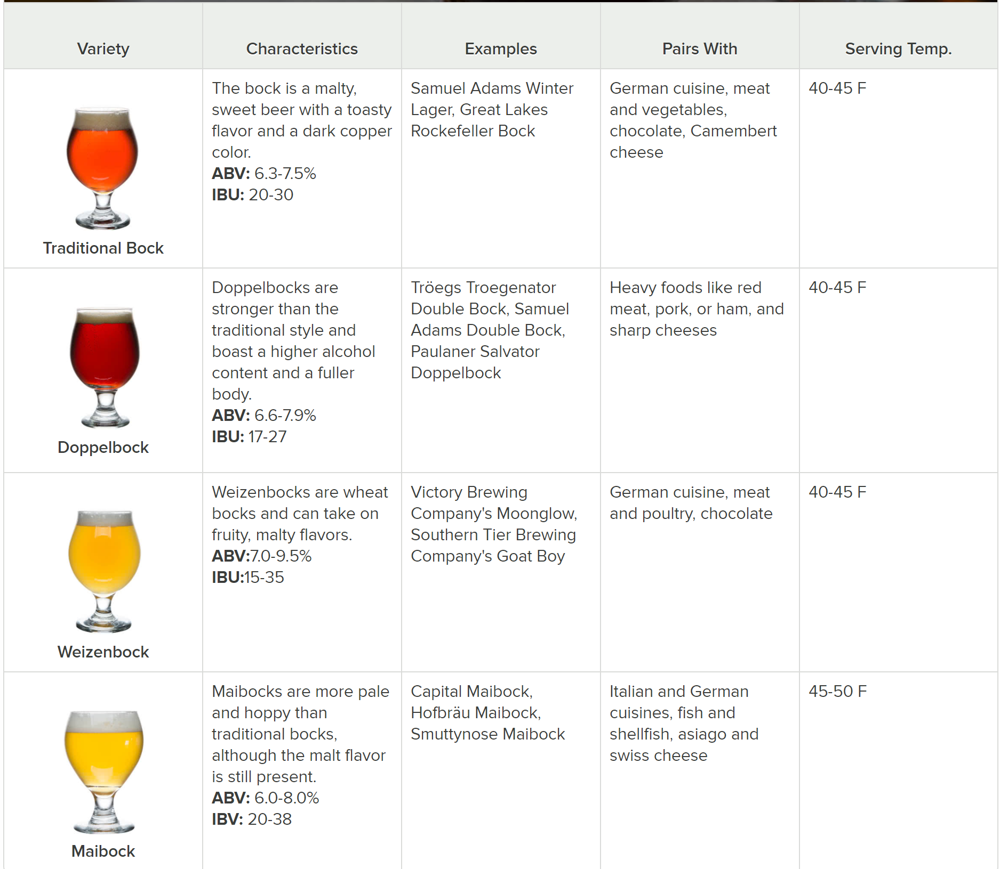 Variety
Characteristics
Examples
Pairs With
Serving Temp.
Traditional Bock
The bock is a malty,
sweet beer with a toasty
flavor and a dark copper
color.
ABV: 6.3-7.5%
IBU: 20-30
Samuel Adams Winter
Lager, Great Lakes
Rockefeller Bock
German cuisine, meat
and vegetables,
chocolate, Camembert
cheese
40-45 F
Doppelbock
Doppelbocks are
stronger than the
traditional style and
boast a higher alcohol
content and a fuller
body.
ABV: 6.6-7.9%
IBU: 17-27
Tröegs Troegenator
Double Bock, Samuel
Adams Double Bock,
Paulaner Salvator
Doppelbock
Heavy foods like red
meat, pork, or ham, and
sharp cheeses
40-45 F
Weizenbock
Weizenbocks are wheat
bocks and can take on
fruity, malty flavors.
ABV:7.0-9.5%
IBU:15-35
Victory Brewing
Company's Moonglow,
Southern Tier Brewing
Company's Goat Boy
German cuisine, meat
and poultry, chocolate
40-45 F
Maibock
Maibocks are more pale
and hoppy than
traditional bocks,
although the malt flavor
is still present.
ABV: 6.0-8.0%
IBV: 20-38
Capital Maibock,
Hofbräu Maibock,
Smuttynose Maibock
Italian and German
cuisines, fish and
shellfish, asiago and
swiss cheese
45-50 F